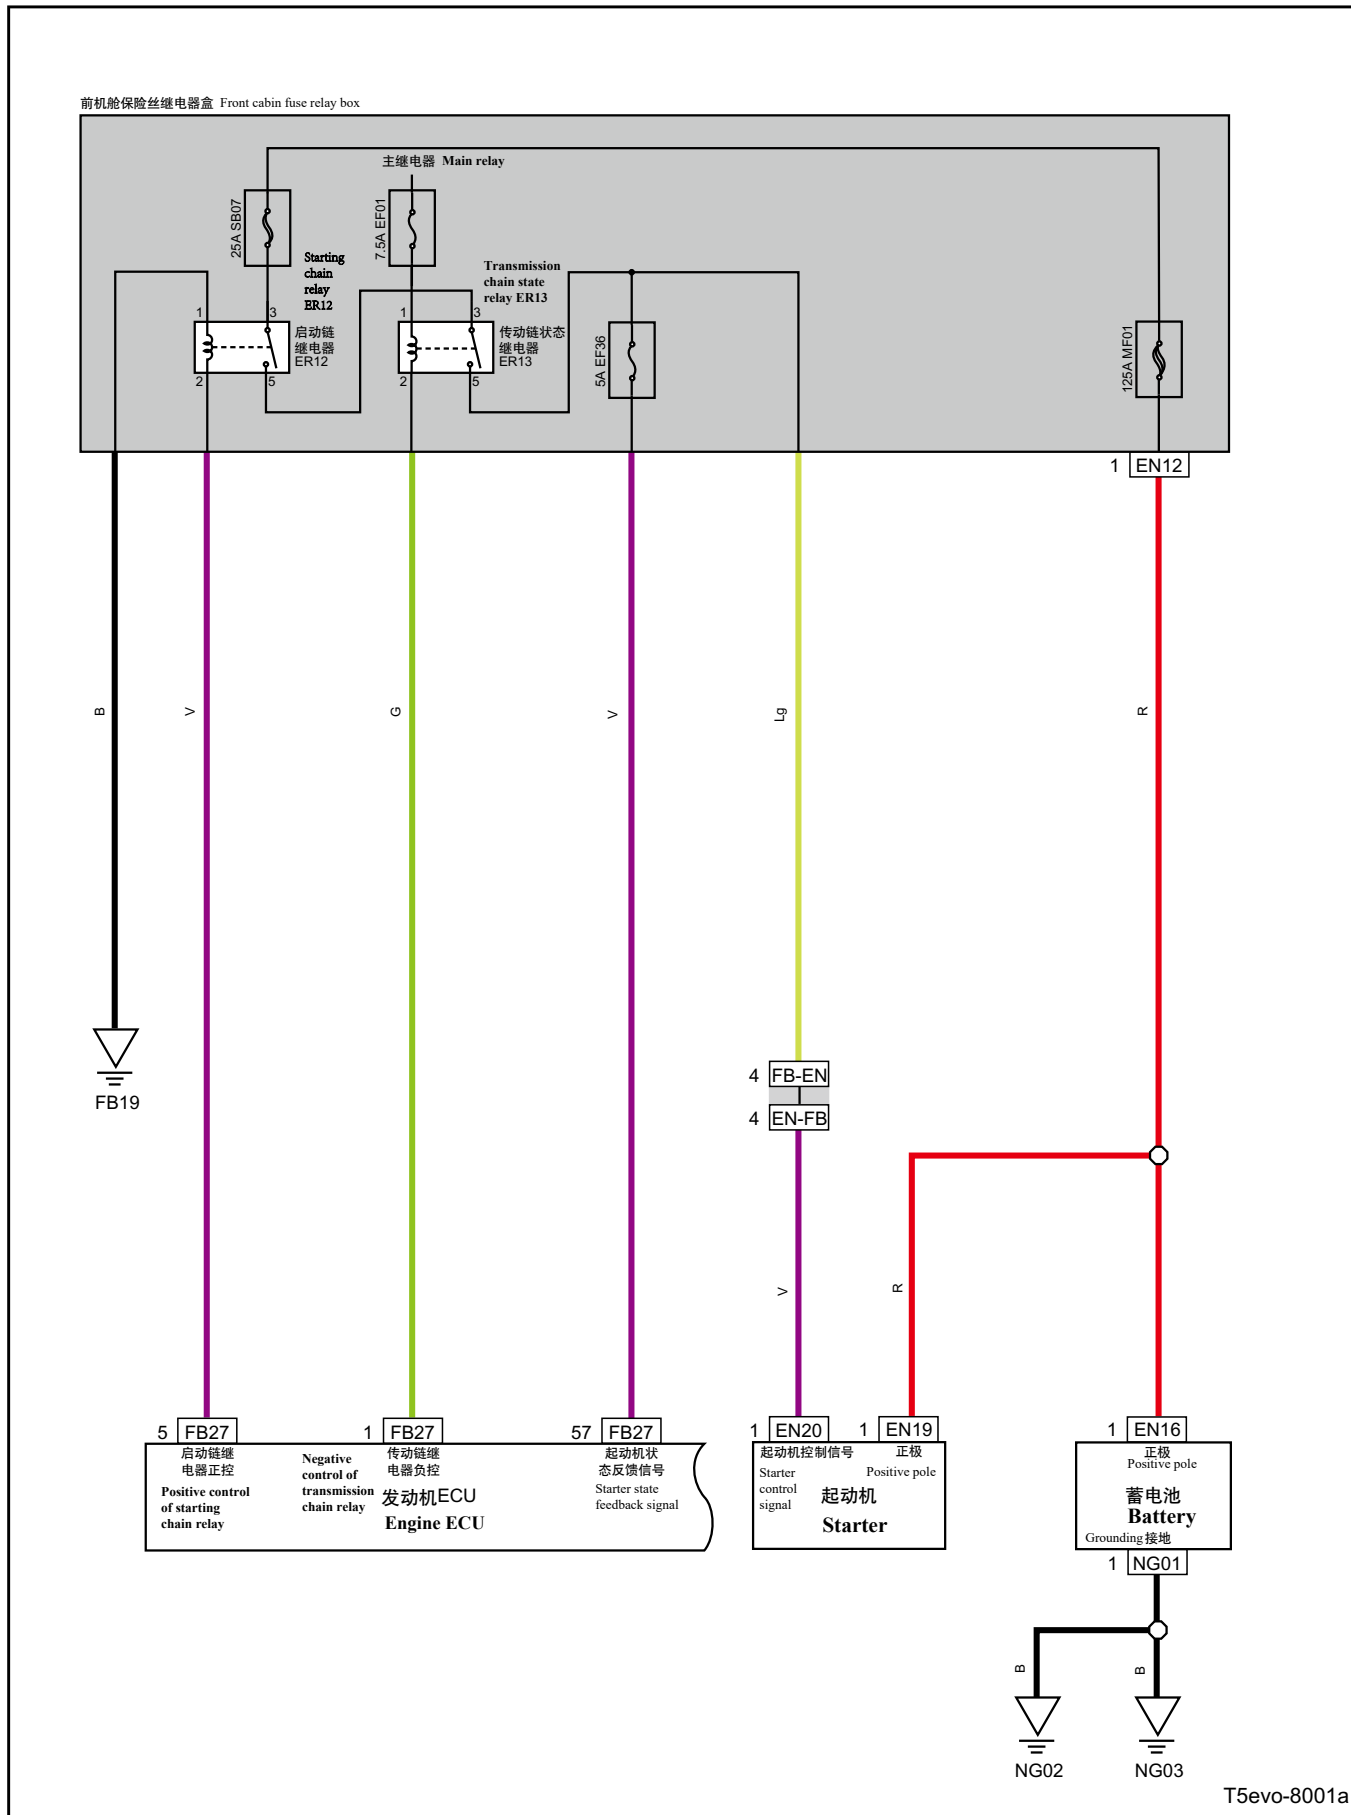 前机舱保险丝继电器盒 Front cabin fuse relay box
主继电器 Main relay
25A SB07
7.5A EF01
Starting
chain
relay
ER12
Transmission
chain state
relay ER13
1
3
启动链
继电器
ER12
2
5
1
3
传动链状态
继电器
ER13
2
5
5A EF36
125A MF01
1 EN12
B
V
G
V
Lg
R
FB19
4 FB-EN
4 EN-FB
V
R
5 FB27
启动链继
电器正控
Positive control
of starting
chain relay
1 FB27
Negative
control of
transmission
chain relay
传动链继
电器负控
发动机ECU
Engine ECU
57 FB27
起动机状
态反馈信号
Starter state
feedback signal
1 EN20
起动机控制信号
Starter
control
signal
1 EN19
正极
Positive pole
起动机
Starter
1 EN16
正极
Positive pole
蓄电池
Battery
Grounding 接地
1 NG01
B
B
NG02
NG03
T5evo-8001a